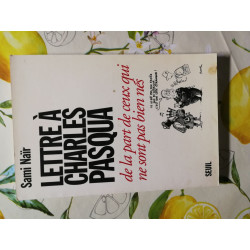 Sami Naïr
LETTRE À
CHARLES
PASQUA
de la part de ceux qui
ne sont pas bien nés
SEUIL